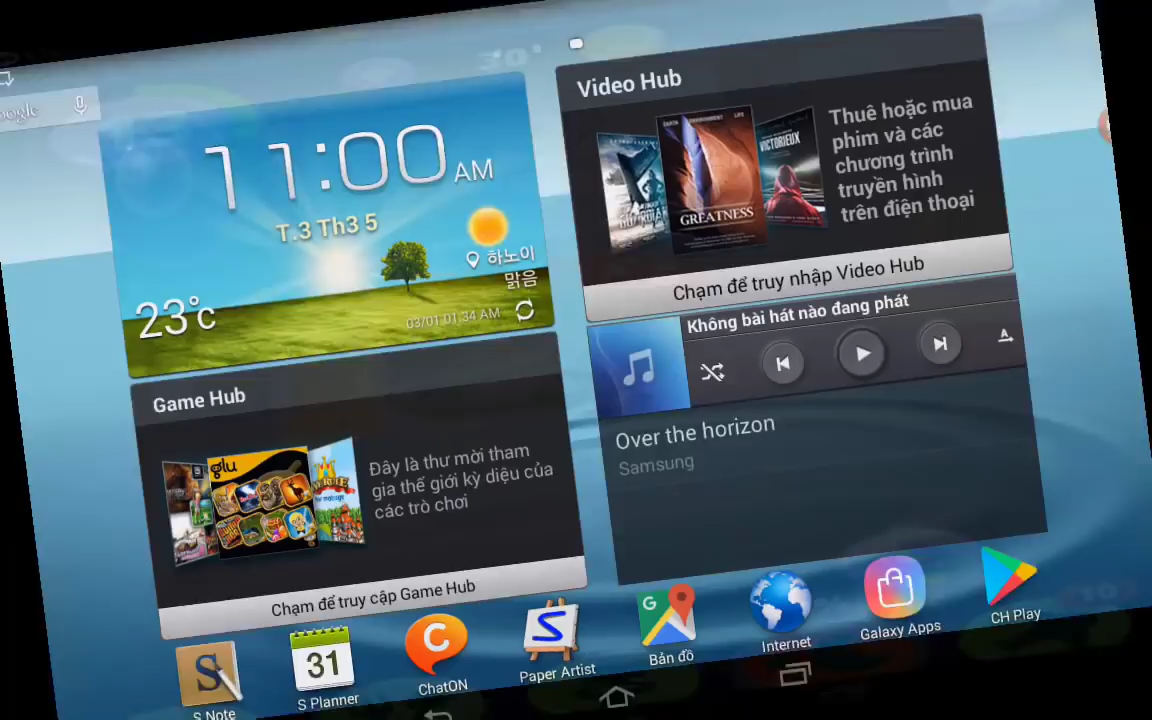 oogle
11:00 AM
T.3 Th3 5
하노이
맑음
23°c
03/01 01:34 AM
Video Hub
EARTH ENVIRONMENT LIFE
GREATNESS
VICTORIEUX
Thuê hoặc mua
phim và các
chương trình
truyền hình
trên điện thoại
Chạm để truy nhập Video Hub
Không bài hát nào đang phát
A
Over the horizon
Samsung
Game Hub
glu
Đây là thư mời tham
gia thế giới kỳ diệu của
các trò chơi
Chạm để truy cập Game Hub
S
31
C
S
G
S Note
S Planner
ChatON
Paper Artist
Bản đồ
Internet
Galaxy Apps
CH Play